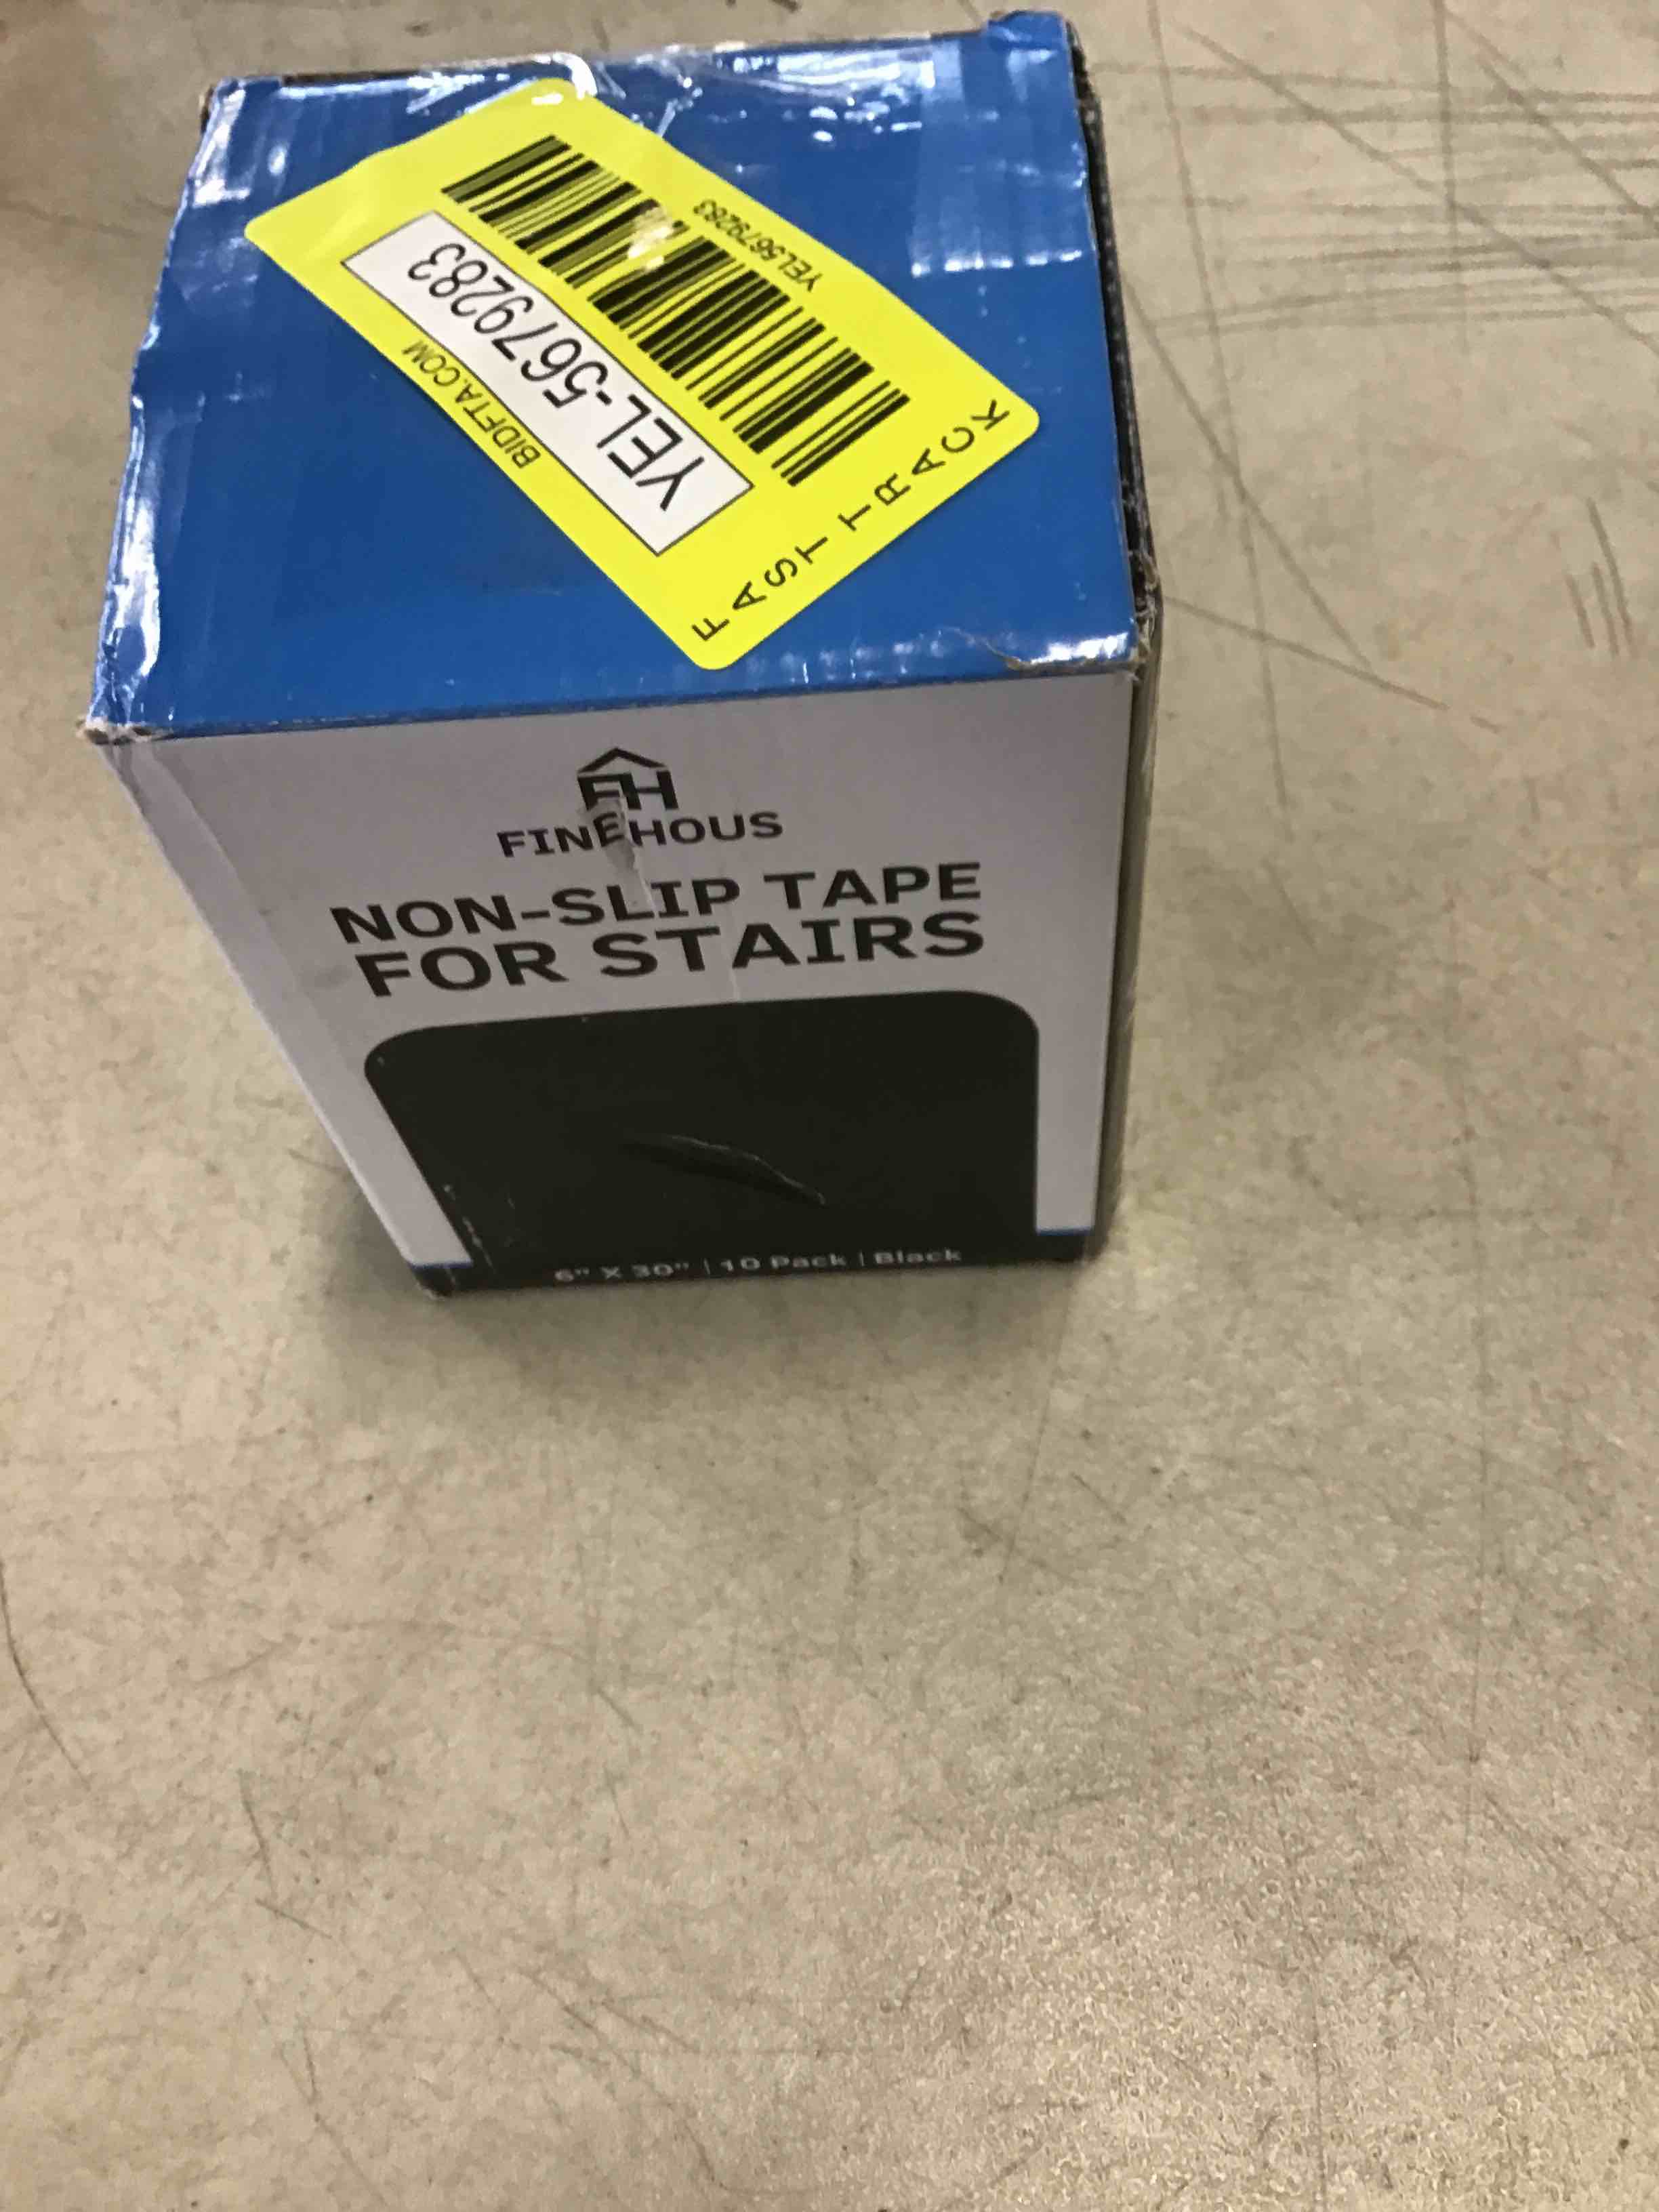 YEL5679283
YEL-5679283
BIDFTA.COM
FAST TRACK
FH
FINEHOUS
NON-SLIP TAPE
FOR STAIRS
6" X 30" | 10 Pack | Black